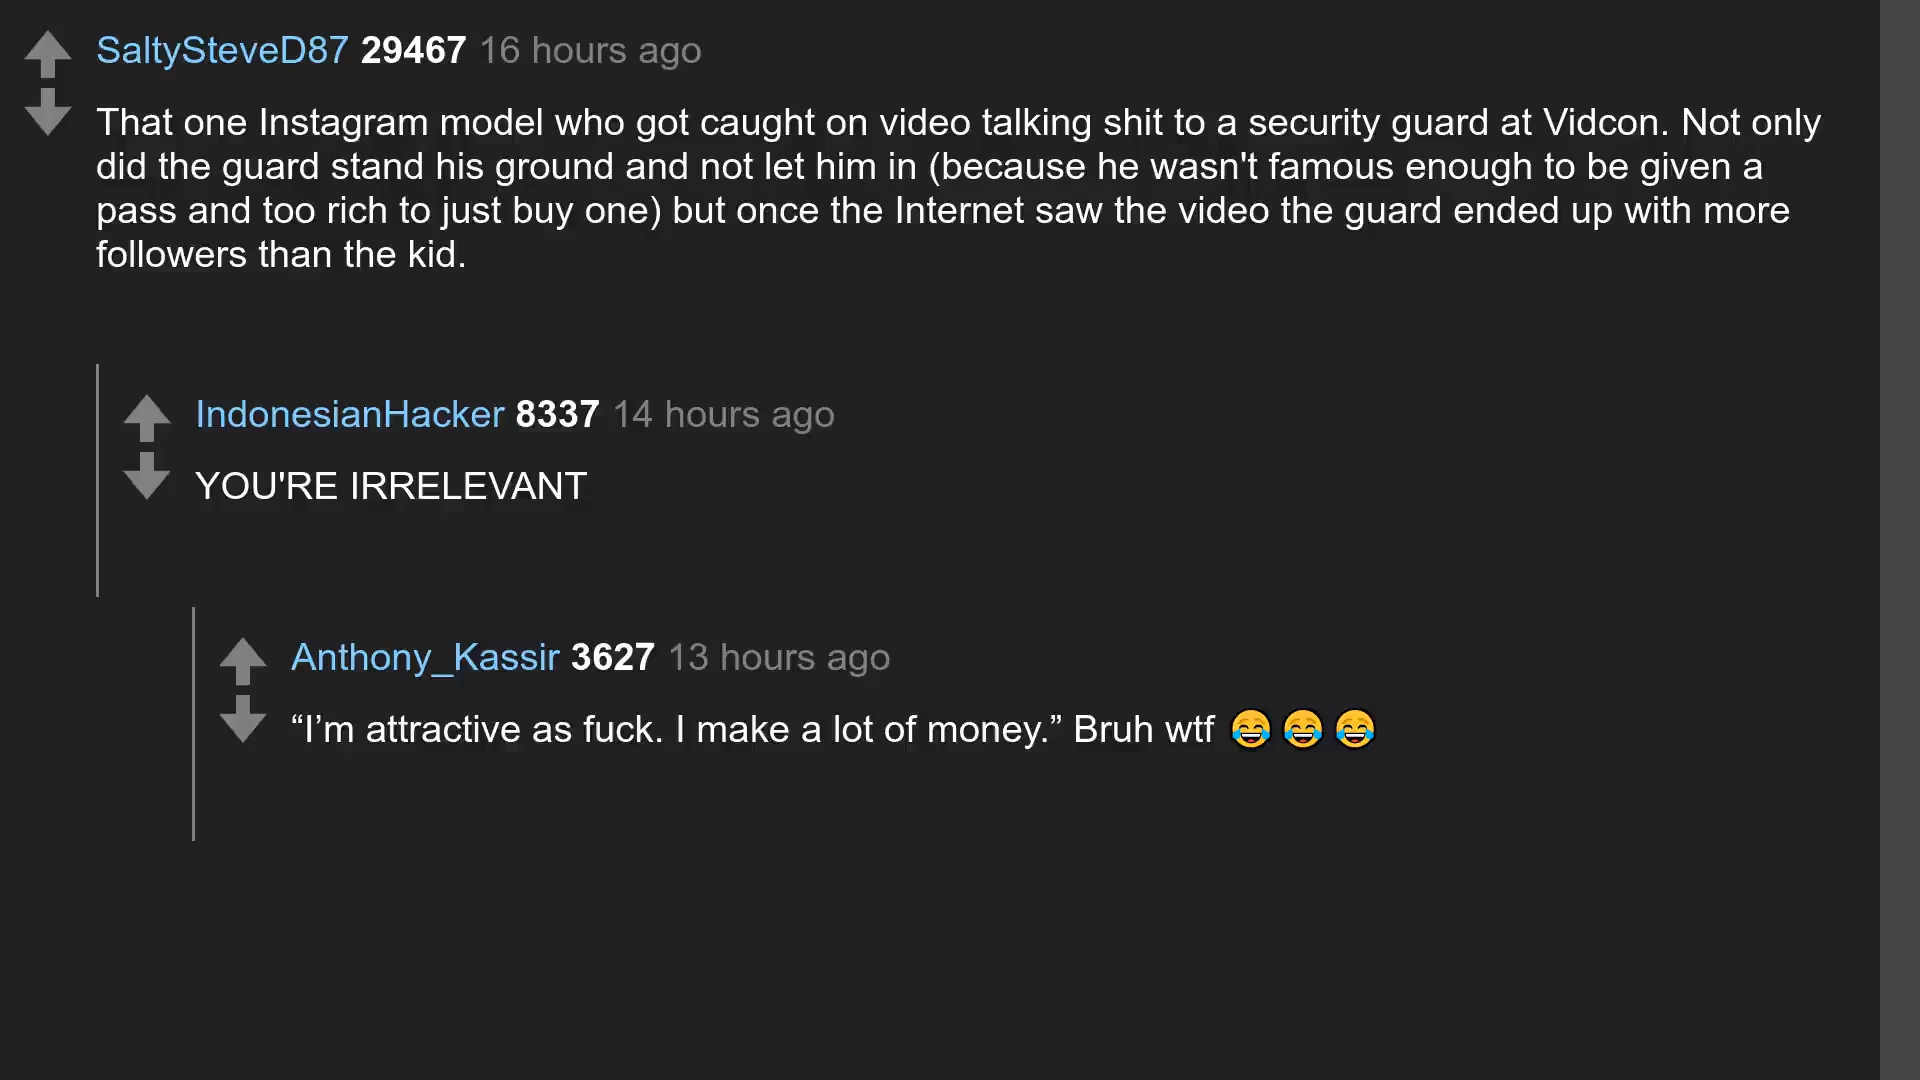 SaltySteveD87 29467 16 hours ago
That one Instagram model who got caught on video talking shit to a security guard at Vidcon. Not only
did the guard stand his ground and not let him in (because he wasn't famous enough to be given a
pass and too rich to just buy one) but once the Internet saw the video the guard ended up with more
followers than the kid.
IndonesianHacker 8337 14 hours ago
YOU'RE IRRELEVANT
Anthony_Kassir 3627 13 hours ago
“I’m attractive as fuck. I make a lot of money.” Bruh wtf 😂😂😂